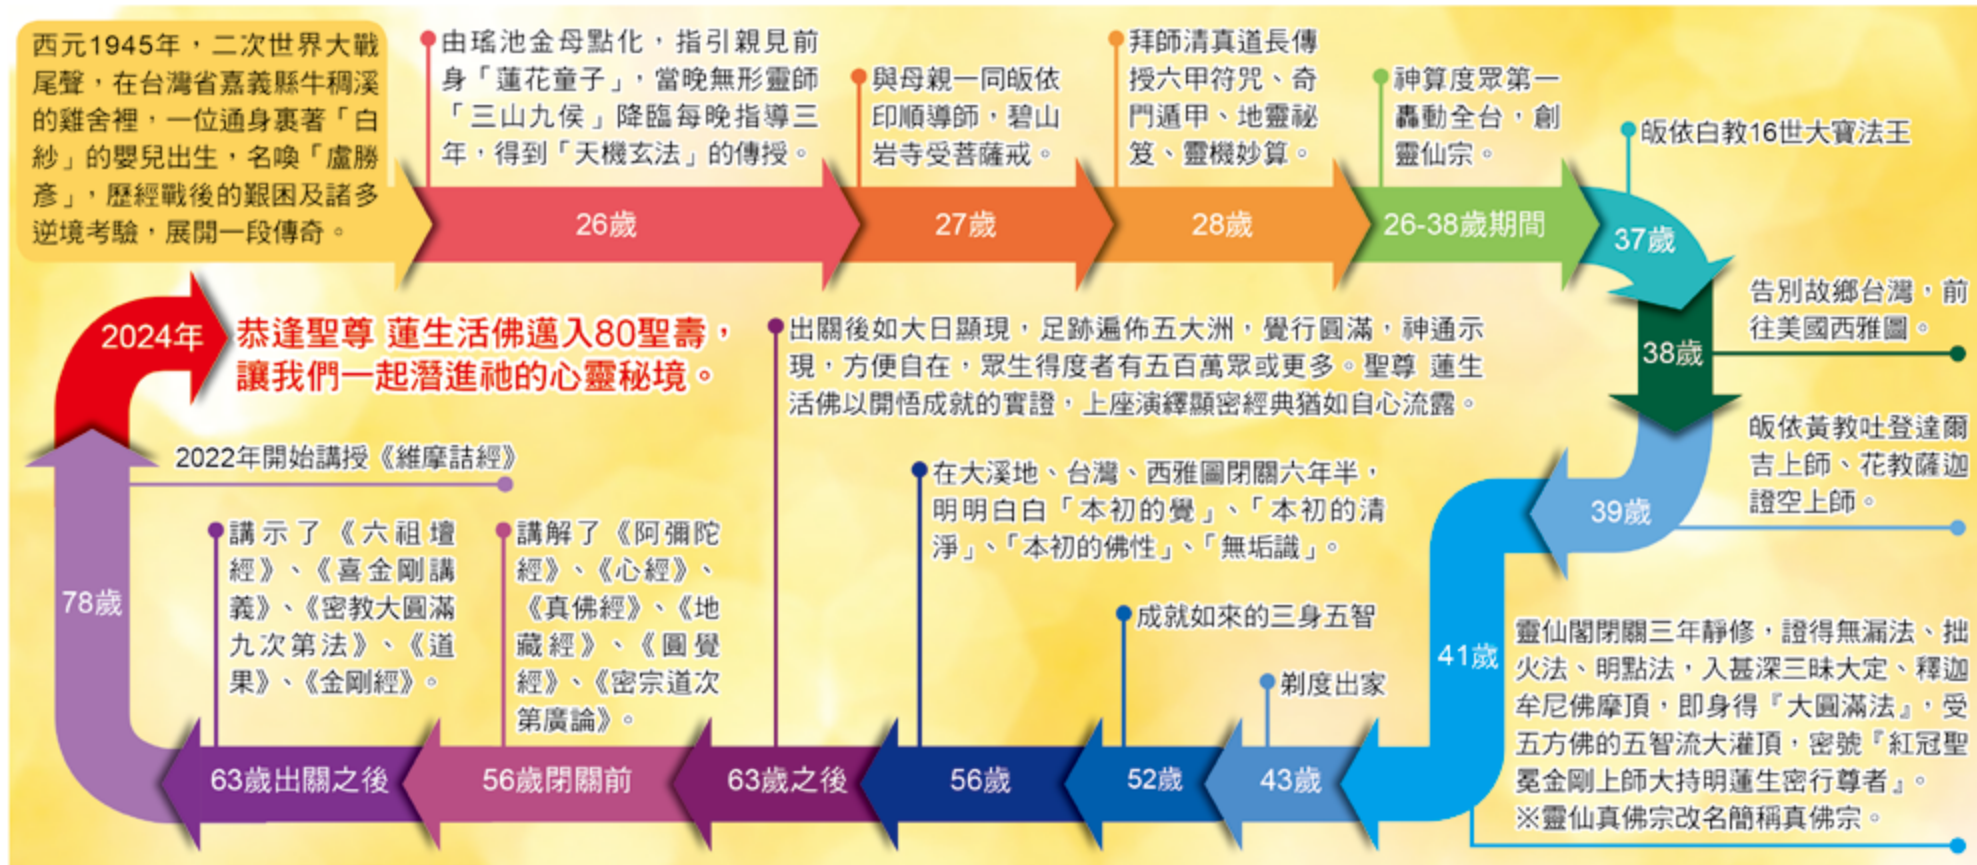 西元1945年，二次世界大戰
尾聲，在台灣省嘉義縣牛稠溪
的雞舍裡，一位通身裹著「白
紗」的嬰兒出生，名喚「盧勝
彥」，歷經戰後的艱困及諸多
逆境考驗，展開一段傳奇。
由瑤池金母點化，指引親見前
身「蓮花童子」，當晚無形靈師
「三山九侯」降臨每晚指導三
年，得到「天機玄法」的傳授。
26歲
與母親一同皈依
印順導師，碧山
岩寺受菩薩戒。
27歲
拜師清真道長傳
授六甲符咒、奇
門遁甲、地靈祕
笈、靈機妙算。
28歲
神算度眾第一
轟動全台，創
靈仙宗。
26-38歲期間
皈依白教16世大寶法王
37歲
告別故鄉台灣，前
往美國西雅圖。
38歲
皈依黃教吐登達爾
吉上師、花教薩迦
證空上師。
39歲
靈仙閣閉關三年靜修，證得無漏法、拙
火法、明點法，入甚深三昧大定、釋迦
牟尼佛摩頂，即身得『大圓滿法』，受
五方佛的五智流大灌頂，密號『紅冠聖
冕金剛上師大持明蓮生密行尊者』。
※靈仙真佛宗改名簡稱真佛宗。
41歲
剃度出家
43歲
成就如來的三身五智
52歲
在大溪地、台灣、西雅圖閉關六年半，
明明白白「本初的覺」、「本初的清
淨」、「本初的佛性」、「無垢識」。
56歲
出關後如大日顯現，足跡遍佈五大洲，覺行圓滿，神通示
現，方便自在，眾生得度者有五百萬眾或更多。聖尊 蓮生
活佛以開悟成就的實證，上座演繹顯密經典猶如自心流露。
63歲之後
講解了《阿彌陀
經》、《心經》、
《真佛經》、《地
藏經》、《圓覺
經》、《密宗道次
第廣論》。
56歲閉關前
講示了《六祖壇
經》、《喜金剛講
義》、《密教大圓滿
九次第法》、《道
果》、《金剛經》。
63歲出關之後
2022年開始講授《維摩詰經》
78歲
2024年
恭逢聖尊 蓮生活佛邁入80聖壽，
讓我們一起潛進祂的心靈秘境。